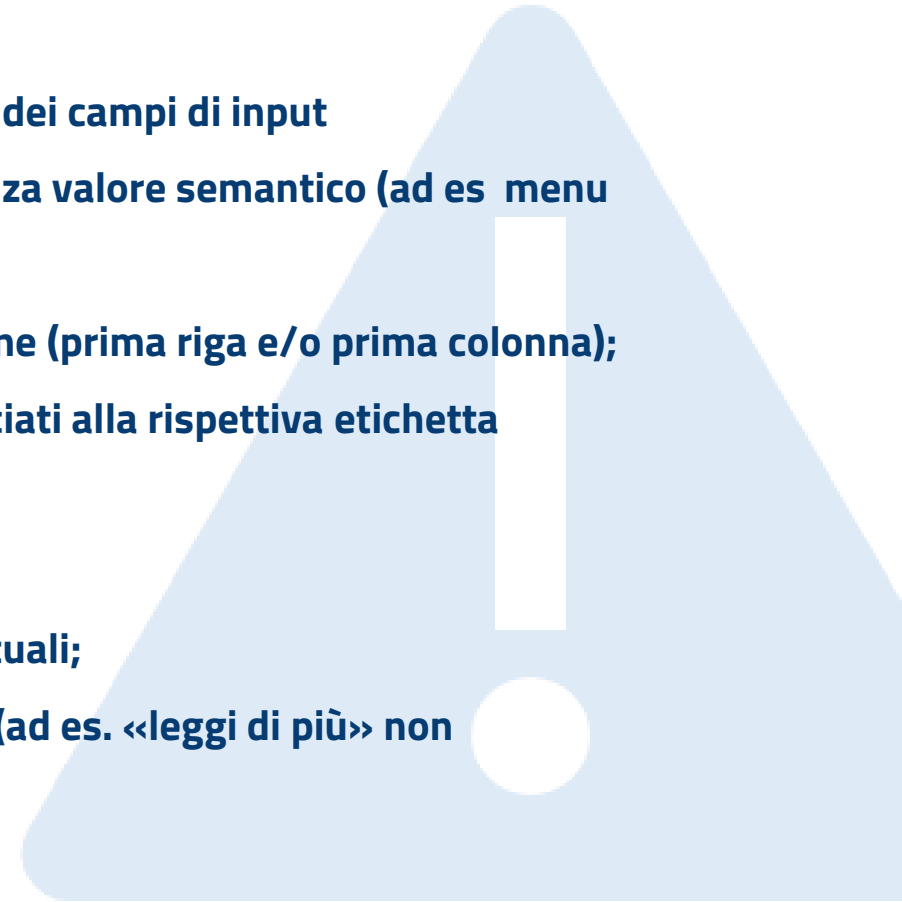 dei campi di input
za valore semantico (ad es menu
ne (prima riga e/o prima colonna);
iati alla rispettiva etichetta
uali;
(ad es. «leggi di più» non